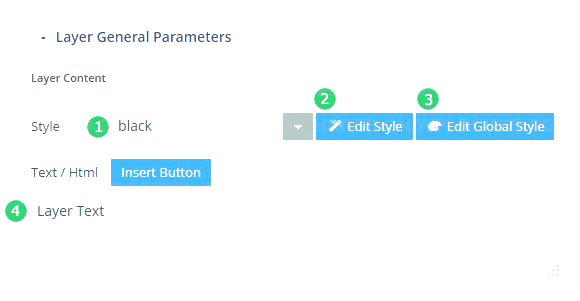 - Layer General Parameters
Layer Content
2 3
Style 1 black Edit Style Edit Global Style
Text / Html Insert Button
4 Layer Text